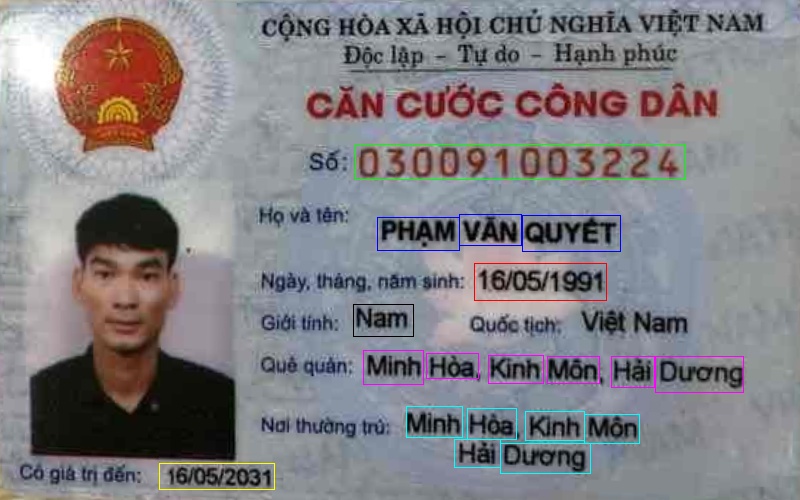 CỘNG HÒA XÃ HỘI CHỦ NGHĨA VIỆT NAM
Độc lập - Tự do - Hạnh phúc
CĂN CƯỚC CÔNG DÂN
Số: 030091003224
Họ và tên:
PHẠM VĂN QUYẾT
Ngày, tháng, năm sinh: 16/05/1991
Giới tính: Nam Quốc tịch: Việt Nam
Quê quán: Minh Hòa, Kinh Môn, Hải Dương
Nơi thường trú: Minh Hòa, Kinh Môn
Hải Dương
Có giá trị đến: 16/05/2031